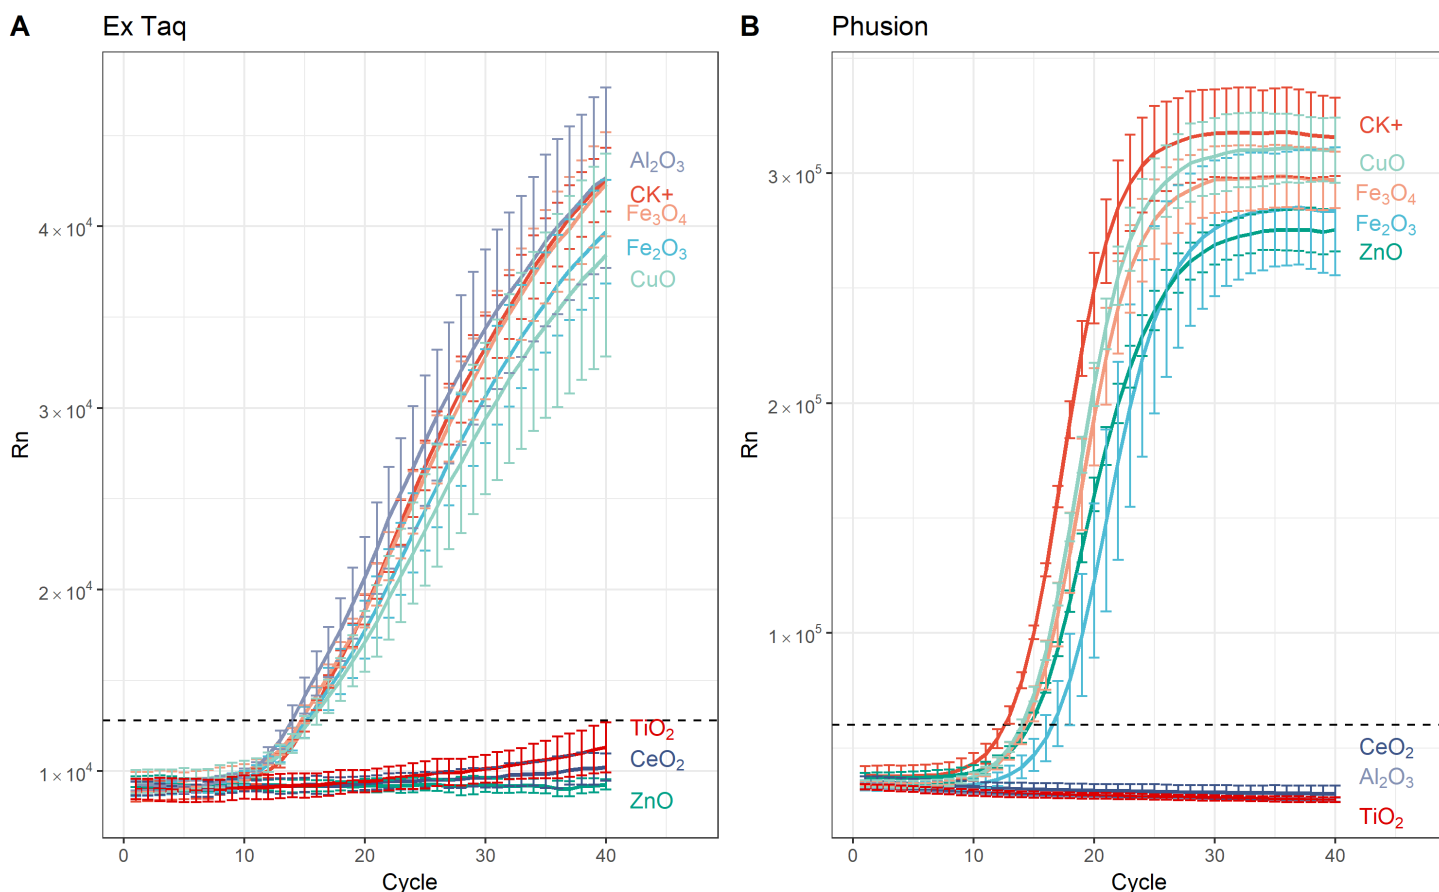 A
Ex Taq
Rn
4 × 10⁴
3 × 10⁴
2 × 10⁴
1 × 10⁴
Al₂O₃
CK+
Fe₃O₄
Fe₂O₃
CuO
TiO₂
CeO₂
ZnO
0 10 20 30 40
Cycle
B
Phusion
Rn
3 × 10⁵
2 × 10⁵
1 × 10⁵
CK+
CuO
Fe₃O₄
Fe₂O₃
ZnO
CeO₂
Al₂O₃
TiO₂
0 10 20 30 40
Cycle